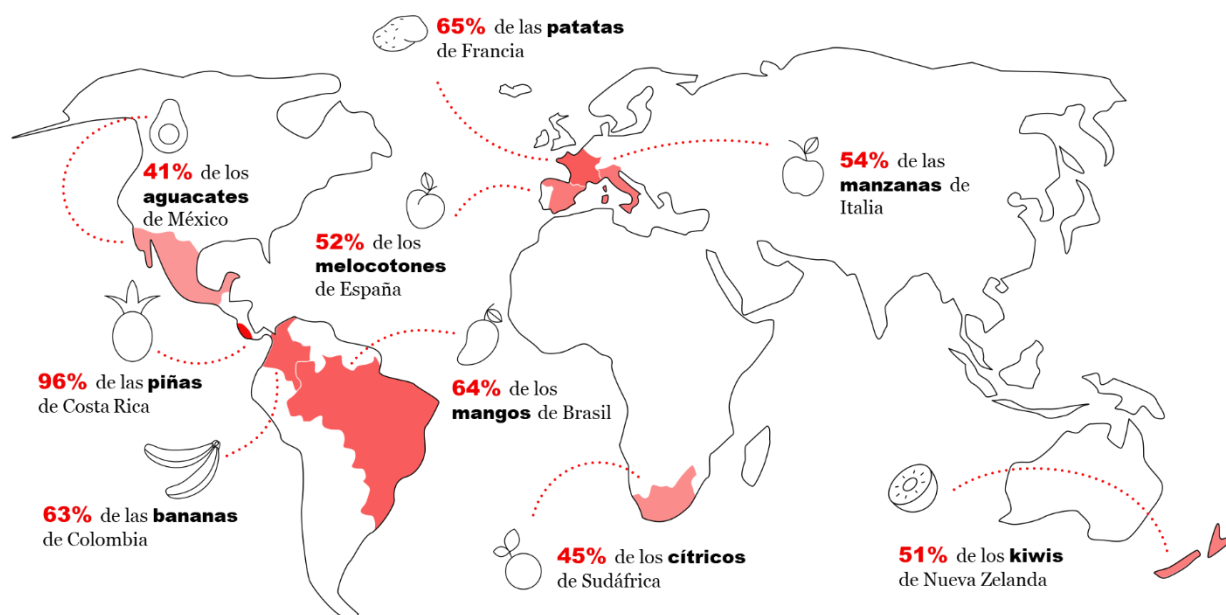 65% de las patatas
de Francia
41% de los
aguacates
de México
54% de las
manzanas de
Italia
52% de los
melocotones
de España
96% de las piñas
de Costa Rica
64% de los
mangos de Brasil
63% de las bananas
de Colombia
45% de los cítricos
de Sudáfrica
51% de los kiwis
de Nueva Zelanda